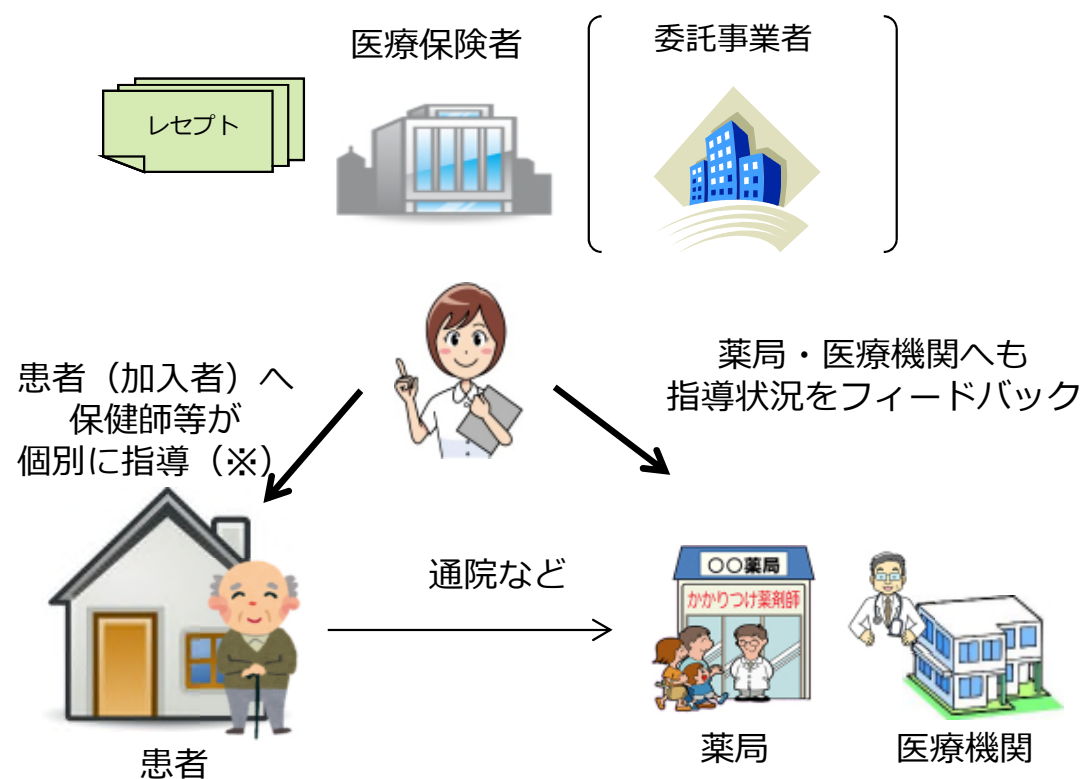 医療保険者
委託事業者
レセプト
患者（加入者）へ
保健師等が
個別に指導（※）
薬局・医療機関へも
指導状況をフィードバック
通院など
〇〇薬局
かかりつけ薬剤師
患者
薬局
医療機関